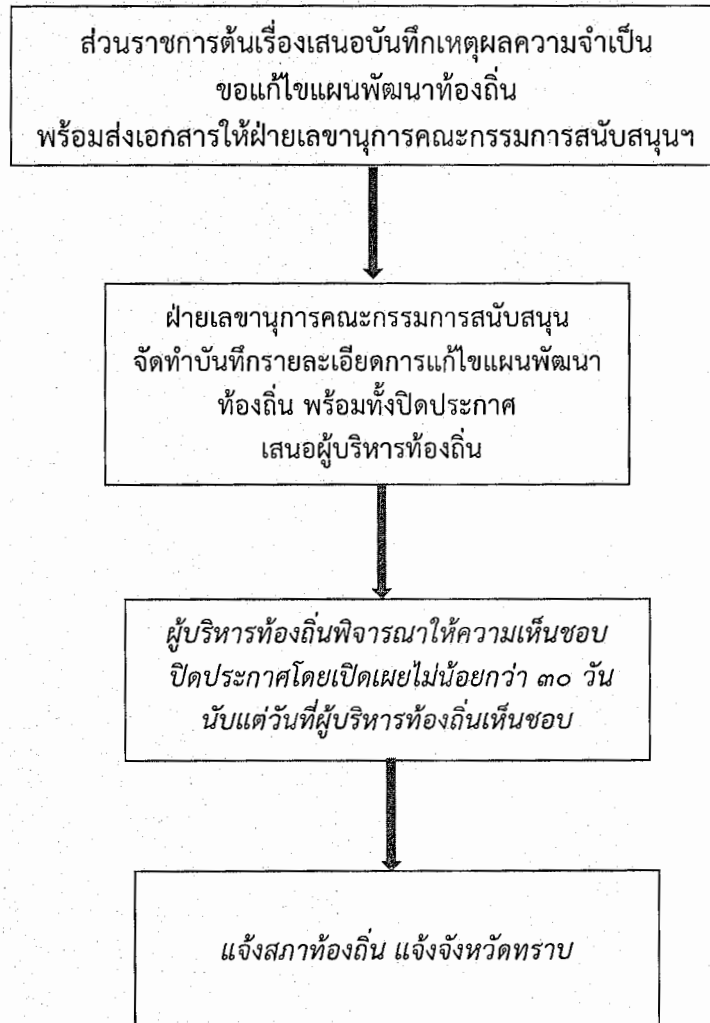 ส่วนราชการต้นเรื่องเสนอบันทึกเหตุผลความจำเป็น
ขอแก้ไขแผนพัฒนาท้องถิ่น
พร้อมส่งเอกสารให้ฝ่ายเลขานุการคณะกรรมการสนับสนุนฯ
ฝ่ายเลขานุการคณะกรรมการสนับสนุน
จัดทำบันทึกรายละเอียดการแก้ไขแผนพัฒนา
ท้องถิ่น พร้อมทั้งปิดประกาศ
เสนอผู้บริหารท้องถิ่น
ผู้บริหารท้องถิ่นพิจารณาให้ความเห็นชอบ
ปิดประกาศโดยเปิดเผยไม่น้อยกว่า ๓๐ วัน
นับแต่วันที่ผู้บริหารท้องถิ่นเห็นชอบ
แจ้งสภาท้องถิ่น แจ้งจังหวัดทราบ